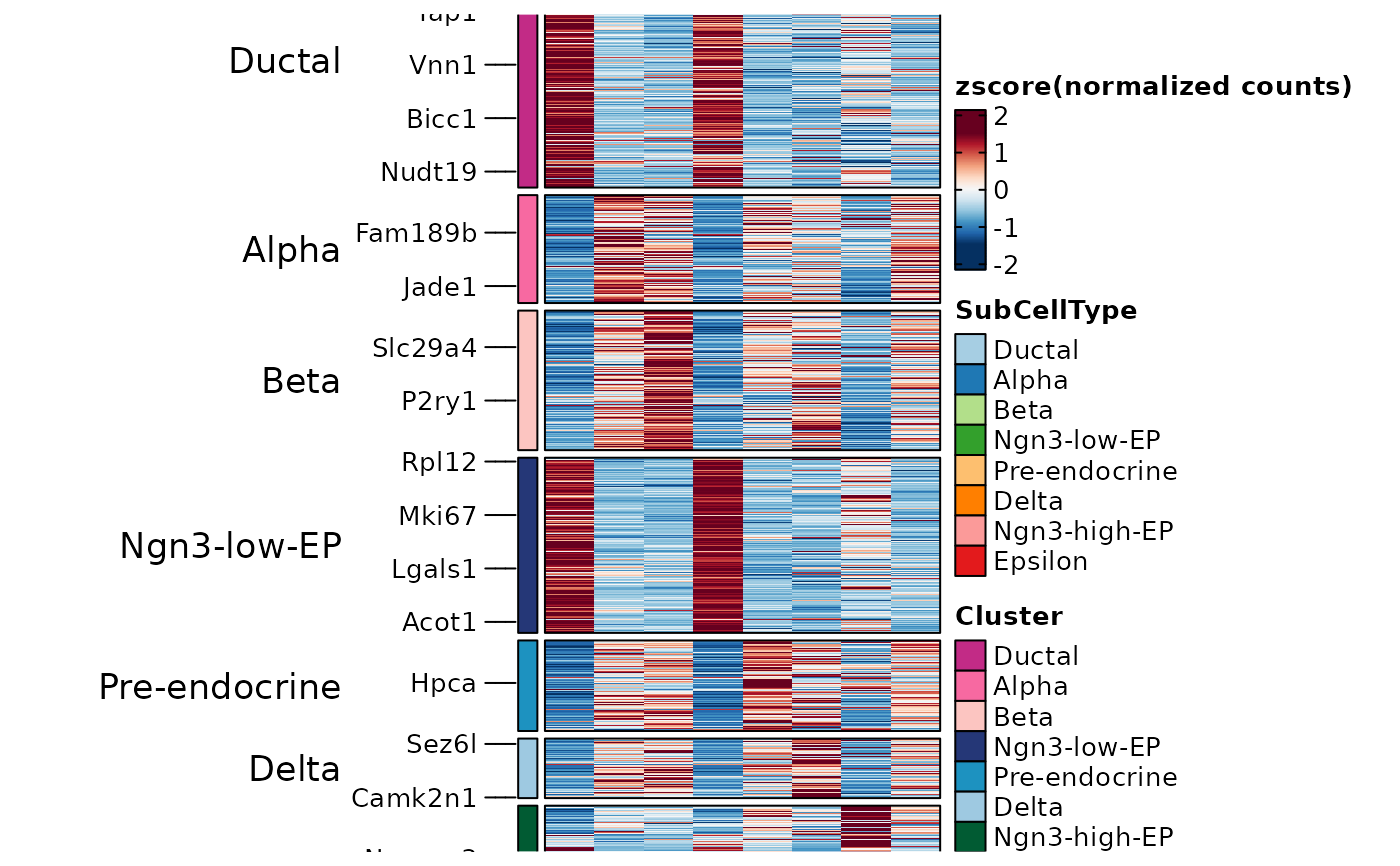 Ductal
Vnn1
Bicc1
Nudt19
Alpha
Fam189b
Jade1
Beta
Slc29a4
P2ry1
Ngn3-low-EP
Rpl12
Mki67
Lgals1
Acot1
Pre-endocrine
Hpca
Delta
Sez6l
Camk2n1
zscore(normalized counts)
2
1
0
-1
-2
SubCellType
Ductal
Alpha
Beta
Ngn3-low-EP
Pre-endocrine
Delta
Ngn3-high-EP
Epsilon
Cluster
Ductal
Alpha
Beta
Ngn3-low-EP
Pre-endocrine
Delta
Ngn3-high-EP